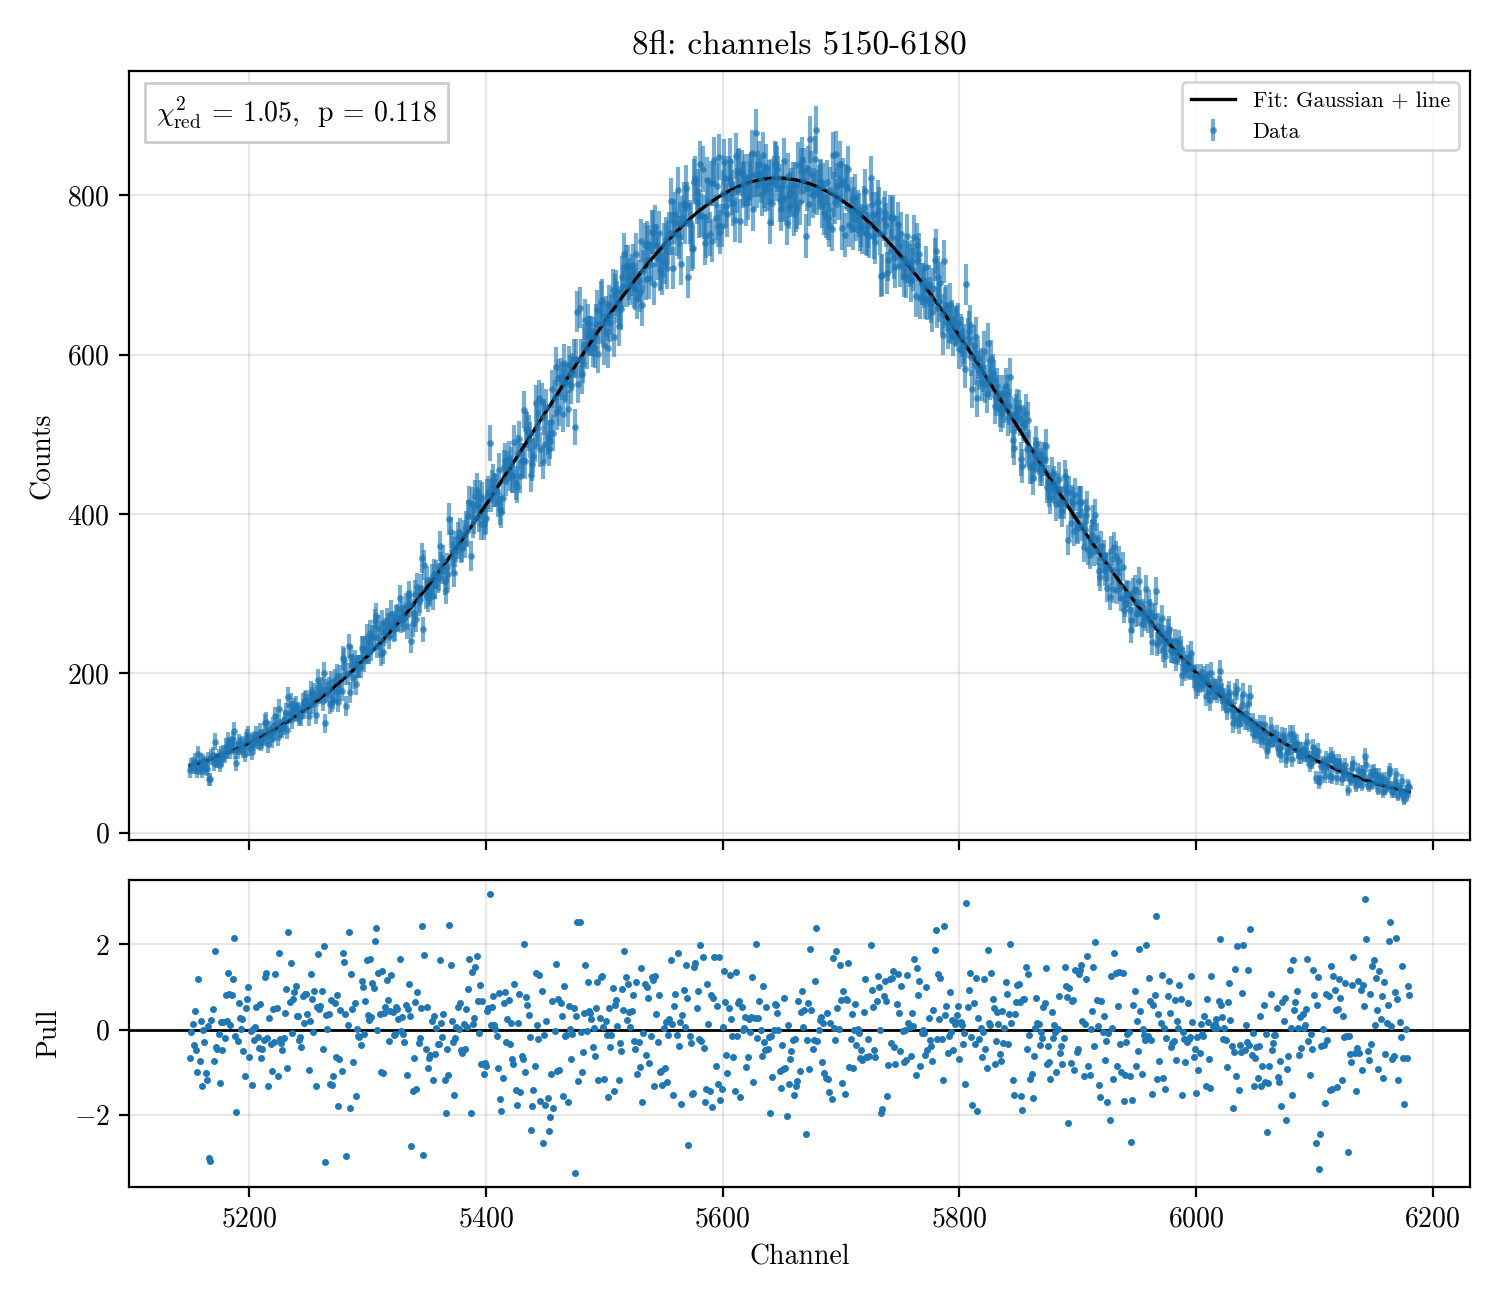 8fl: channels 5150-6180
χ²red = 1.05, p = 0.118
Fit: Gaussian + line
Data
Counts
800
600
400
200
0
Pull
2
0
−2
5200 5400 5600 5800 6000 6200
Channel